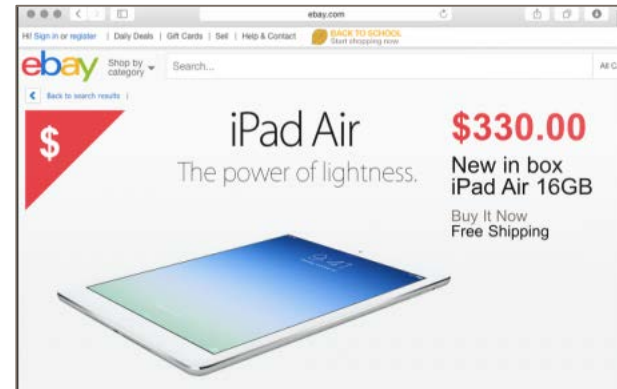 ebay.com
Hi! Sign in or register | Daily Deals | Gift Cards | Sell | Help & Contact
BACK TO SCHOOL
Start shopping now
ebay
Shop by
category
Search...
All C
Back to search results |
$
iPad Air
The power of lightness.
$330.00
New in box
iPad Air 16GB
Buy It Now
Free Shipping
9:41